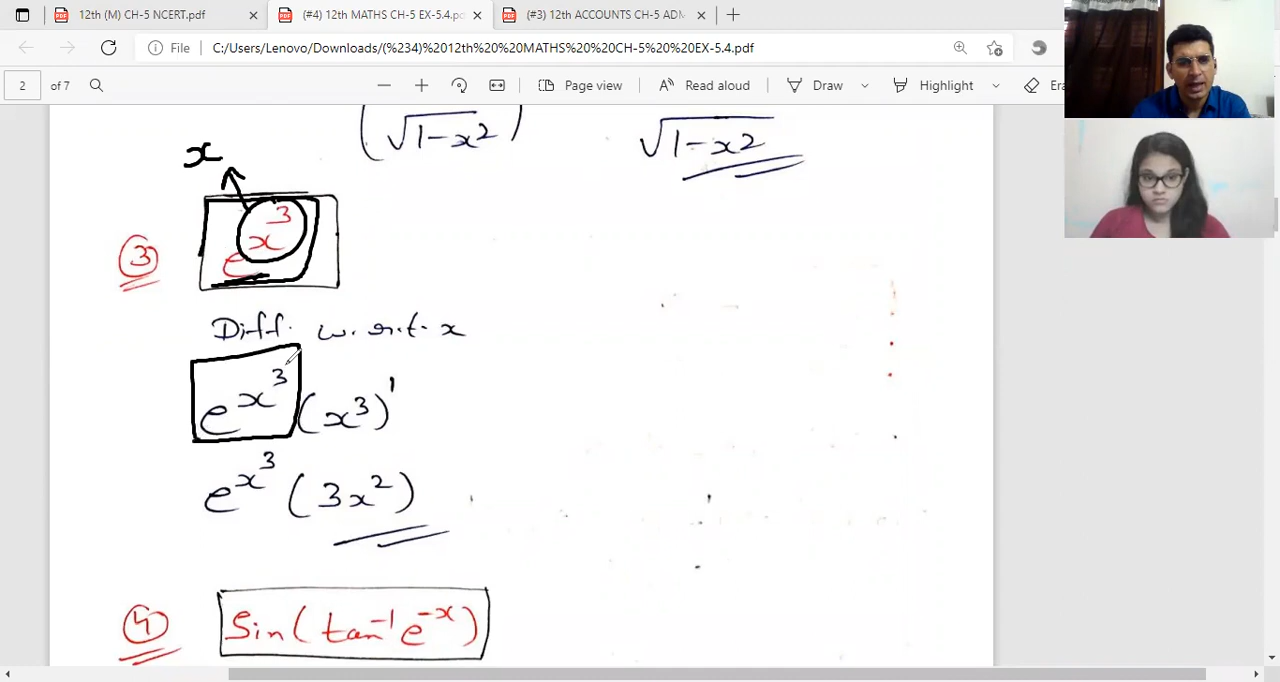 12th (M) CH-5 NCERT.pdf
(#4) 12th MATHS CH-5 EX-5.4.pd
(#3) 12th ACCOUNTS CH-5 ADM
File
C:/Users/Lenovo/Downloads/(%234)%2012th%20%20MATHS%20%20CH-5%20%20EX-5.4.pdf
2 of 7
Page view
Read aloud
Draw
Highlight
Era
(√1-x²)
√1-x²
x
③ e^x³
Diff. w.r.t. x
e^x³ (x³)'
e^x³ (3x²)
④ Sin(tan⁻¹e^-x)